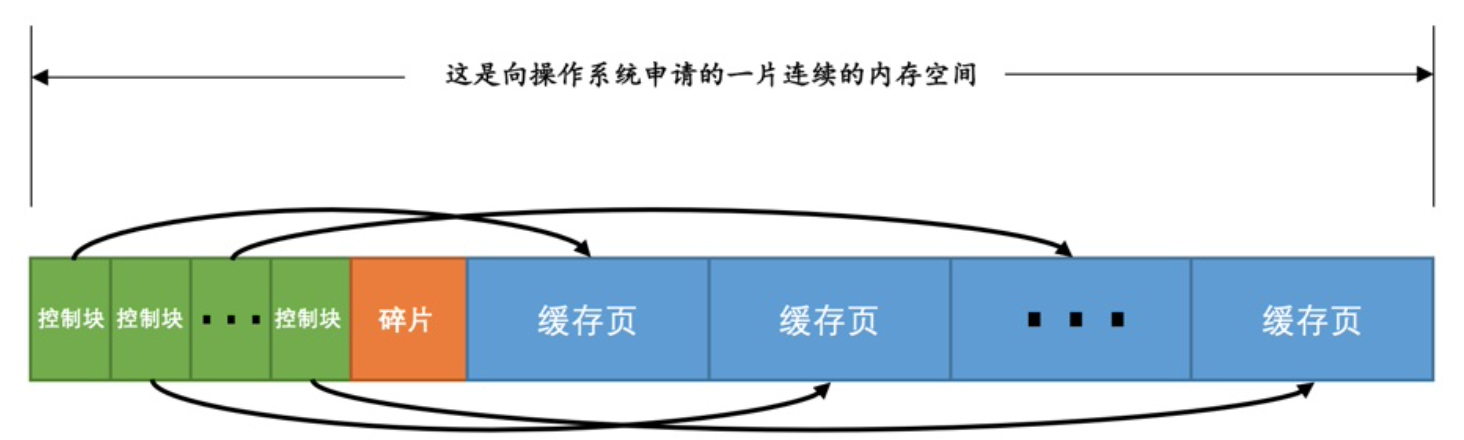 这是向操作系统申请的一片连续的内存空间
控制块 控制块 ··· 控制块 碎片 缓存页 缓存页 ··· 缓存页